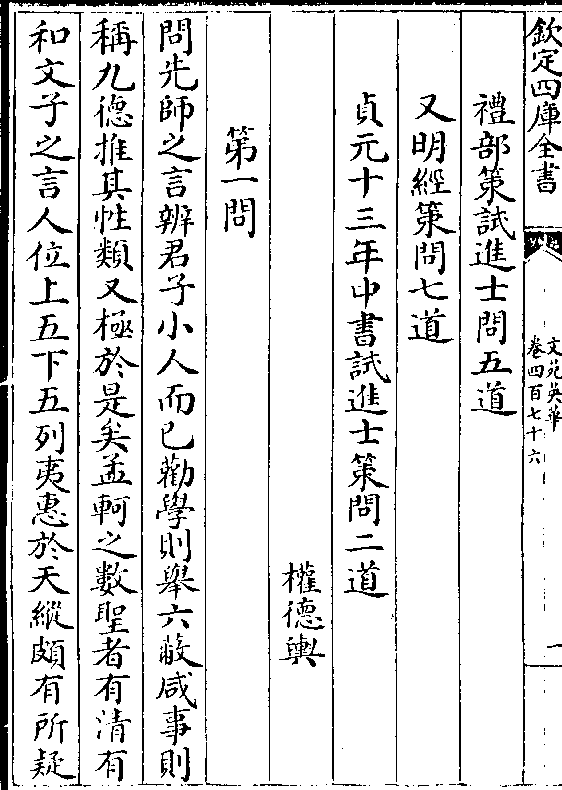 欽定四庫全書
文苑英華
卷四百七十六
一
禮部策試進士問五道
又明經策問七道
貞元十三年中書試進士策問二道
權德輿
第一問
問先師之言辨君子小人而已勸學則舉六蔽咸事則
稱九德推其性類又極於是矣孟軻之數聖者有清有
和文子之言人位上五下五列夷惠於天縱頗有所疑